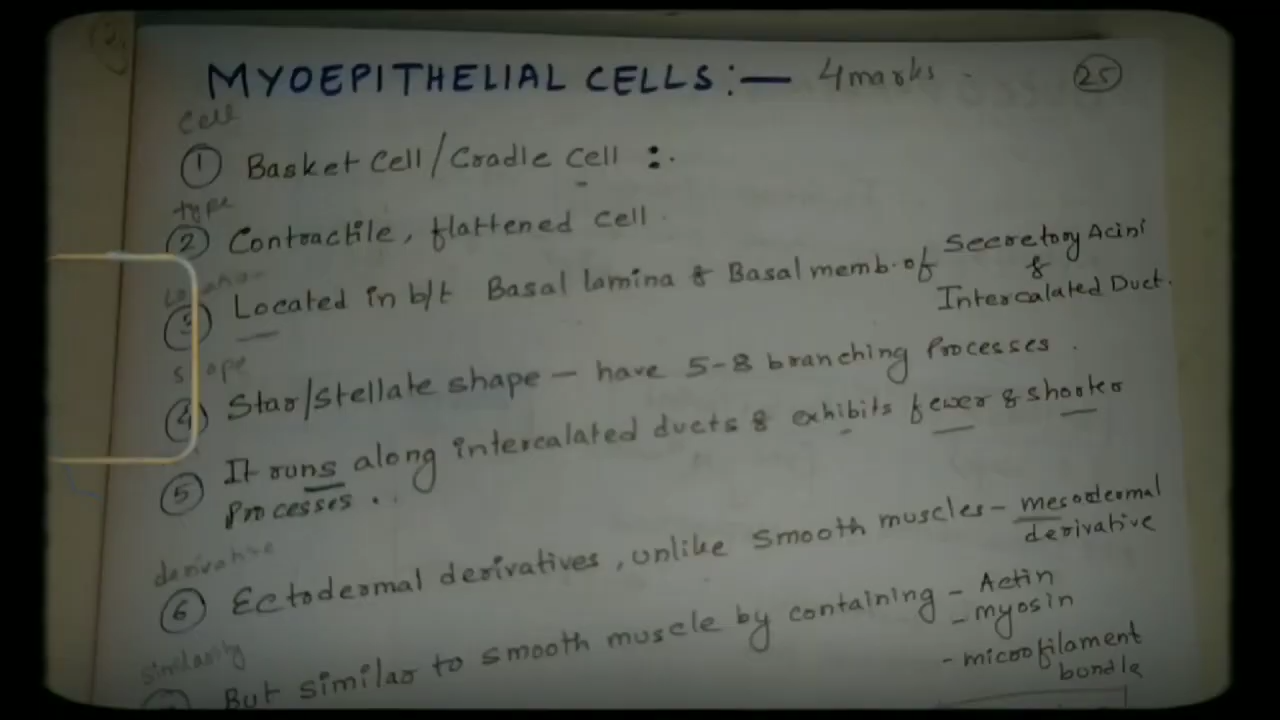 MYOEPITHELIAL CELLS :— 4 marks. 25
cell
① Basket Cell/Cradle cell :.
type
② Contractile, flattened cell.
③ Located in b/t Basal lamina & Basal memb. of Secretory Acini & Intercalated Duct.
shape
④ Star/stellate shape — have 5-8 branching Processes.
⑤ It runs along intercalated ducts & exhibits fewer & shorter
Processes.
derivative
⑥ Ectodermal derivatives, unlike smooth muscles - mesodermal derivative
similarity
But similar to smooth muscle by containing - Actin
- myosin
- microfilament
bundle